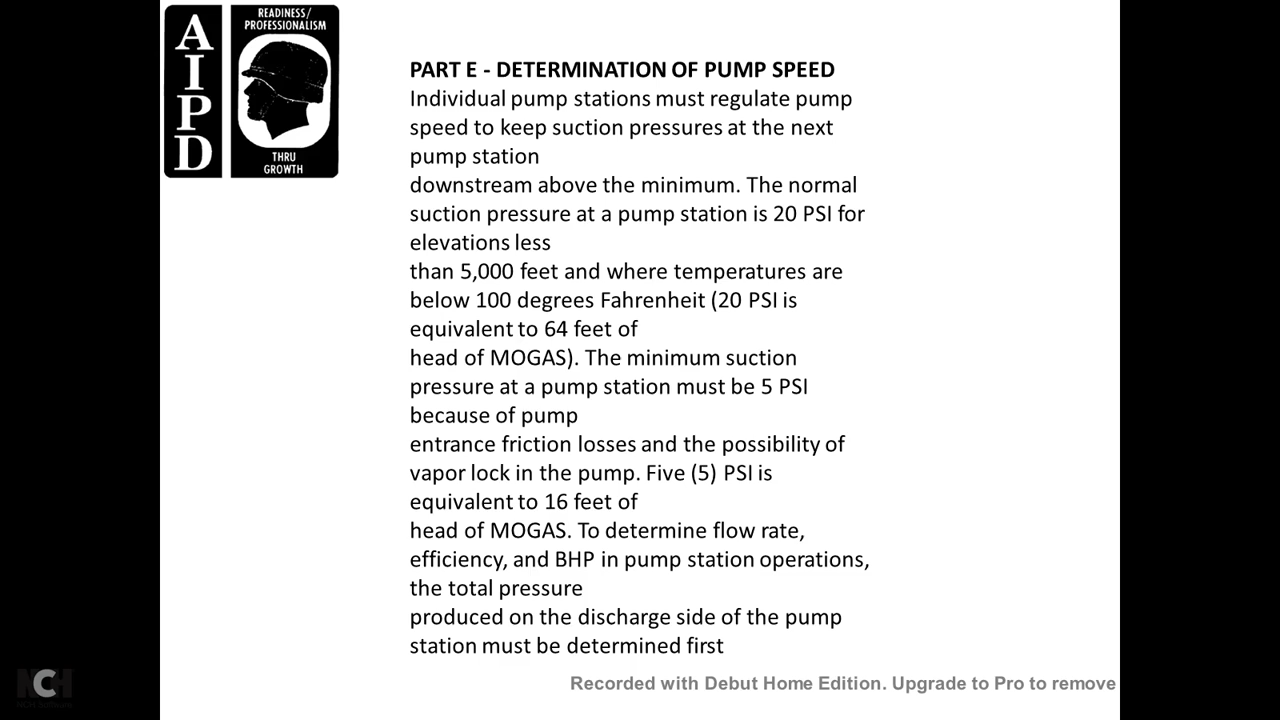 AIPD
READINESS/
PROFESSIONALISM
THRU
GROWTH
PART E - DETERMINATION OF PUMP SPEED
Individual pump stations must regulate pump
speed to keep suction pressures at the next
pump station
downstream above the minimum. The normal
suction pressure at a pump station is 20 PSI for
elevations less
than 5,000 feet and where temperatures are
below 100 degrees Fahrenheit (20 PSI is
equivalent to 64 feet of
head of MOGAS). The minimum suction
pressure at a pump station must be 5 PSI
because of pump
entrance friction losses and the possibility of
vapor lock in the pump. Five (5) PSI is
equivalent to 16 feet of
head of MOGAS. To determine flow rate,
efficiency, and BHP in pump station operations,
the total pressure
produced on the discharge side of the pump
station must be determined first
NCH
Recorded with Debut Home Edition. Upgrade to Pro to remove